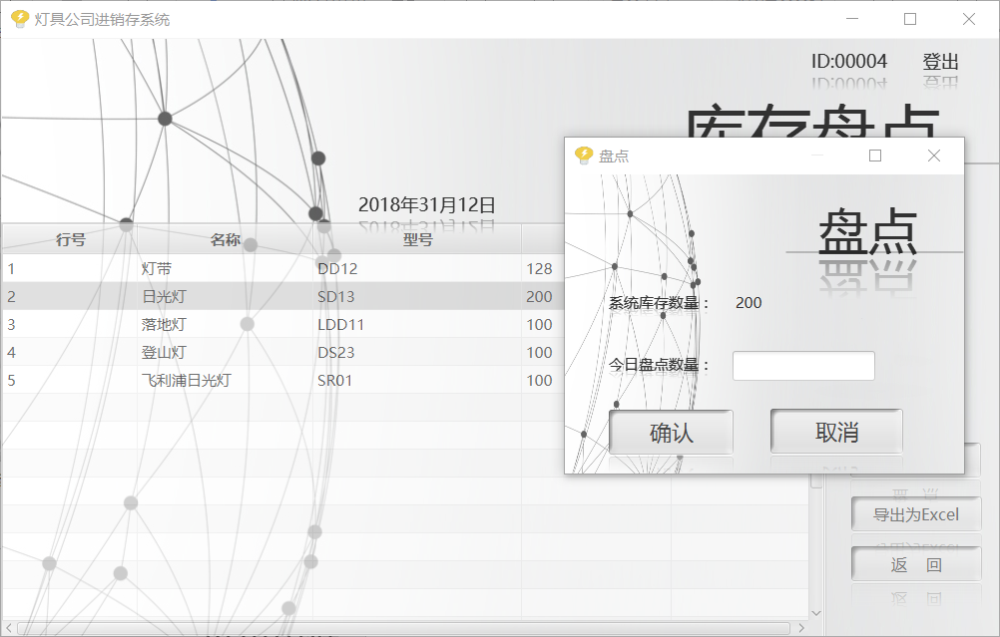 灯具公司进销存系统
ID:00004 登出
库存盘点
2018年31月12日
行号 名称 型号
1 灯带 DD12 128
2 日光灯 SD13 200
3 落地灯 LDD11 100
4 登山灯 DS23 100
5 飞利浦日光灯 SR01 100
盘点
盘点
系统库存数量： 200
今日盘点数量：
确认 取消
导出为Excel
返 回